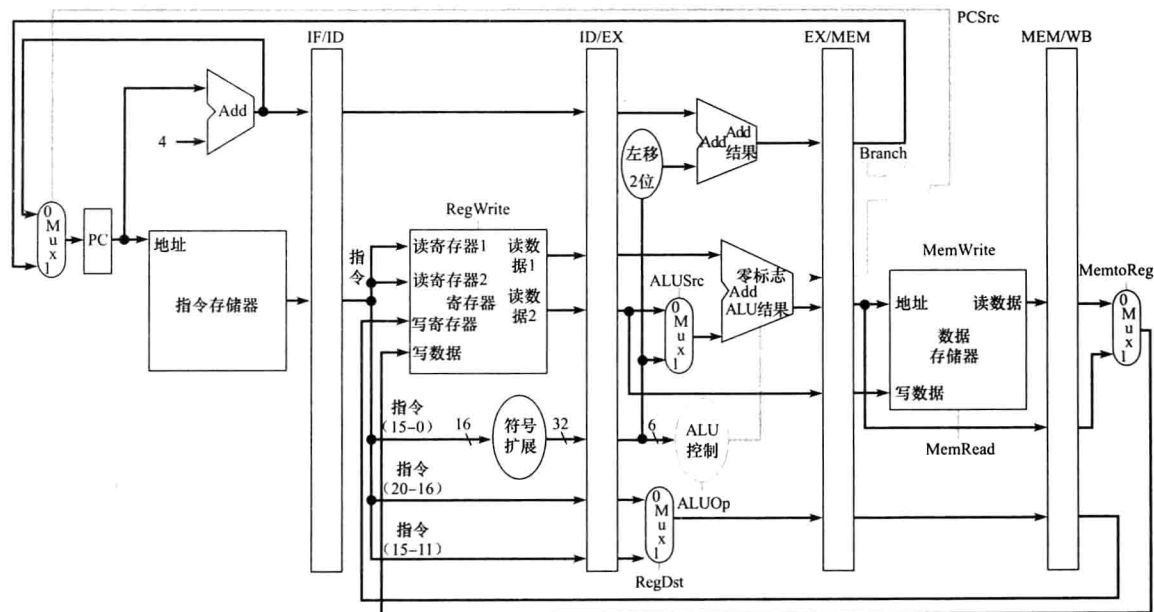 PCSrc
IF/ID
ID/EX
EX/MEM
MEM/WB
Add
4
左移
2位
Add
Add
结果
Branch
0
M
u
x
1
PC
地址
指令存储器
指令
RegWrite
读寄存器1
读寄存器2
寄存器
写寄存器
写数据
读数
据1
读数
据2
ALUSrc
0
M
u
x
1
零标志
Add
ALU结果
MemWrite
地址
读数据
数据
存储器
写数据
MemRead
MemtoReg
0
M
u
x
1
指令
(15-0)
16
符号
扩展
32
6
ALU
控制
ALUOp
指令
(20-16)
指令
(15-11)
0
M
u
x
1
RegDst